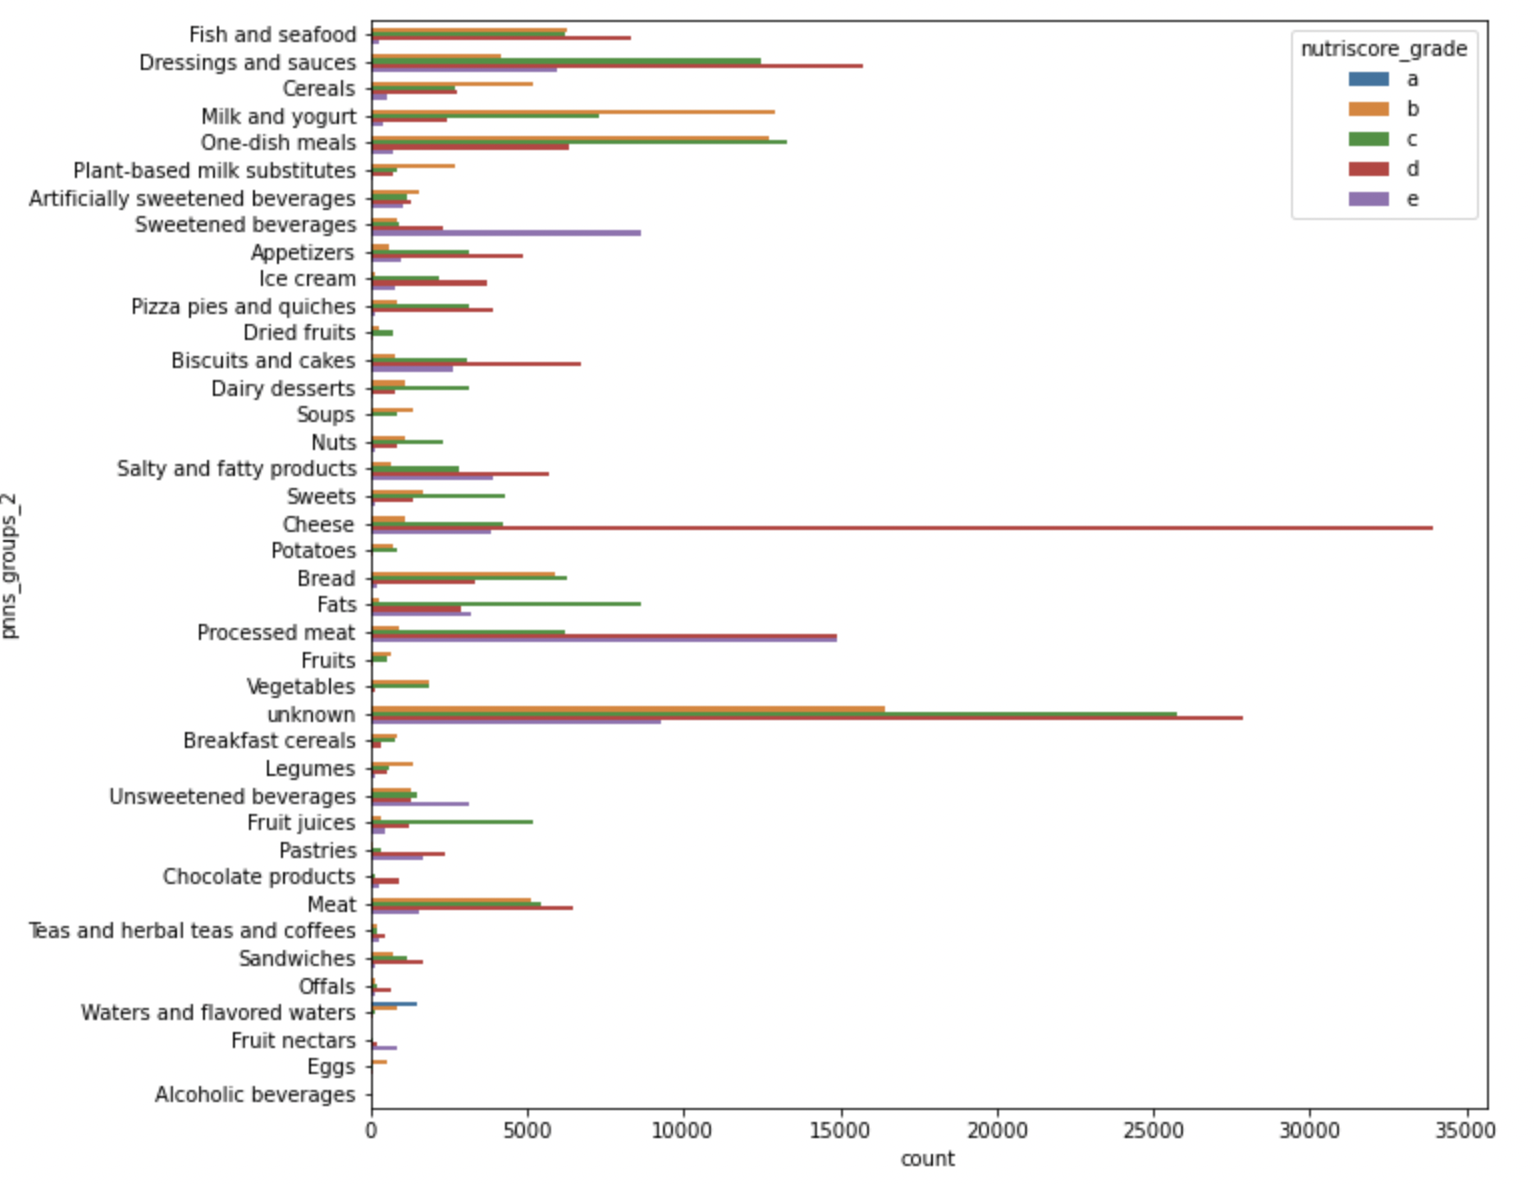 Fish and seafood
Dressings and sauces
Cereals
Milk and yogurt
One-dish meals
Plant-based milk substitutes
Artificially sweetened beverages
Sweetened beverages
Appetizers
Ice cream
Pizza pies and quiches
Dried fruits
Biscuits and cakes
Dairy desserts
Soups
Nuts
Salty and fatty products
Sweets
Cheese
Potatoes
Bread
Fats
Processed meat
Fruits
Vegetables
unknown
Breakfast cereals
Legumes
Unsweetened beverages
Fruit juices
Pastries
Chocolate products
Meat
Teas and herbal teas and coffees
Sandwiches
Offals
Waters and flavored waters
Fruit nectars
Eggs
Alcoholic beverages
pnns_groups_2
nutriscore_grade
a
b
c
d
e
0 5000 10000 15000 20000 25000 30000 35000
count